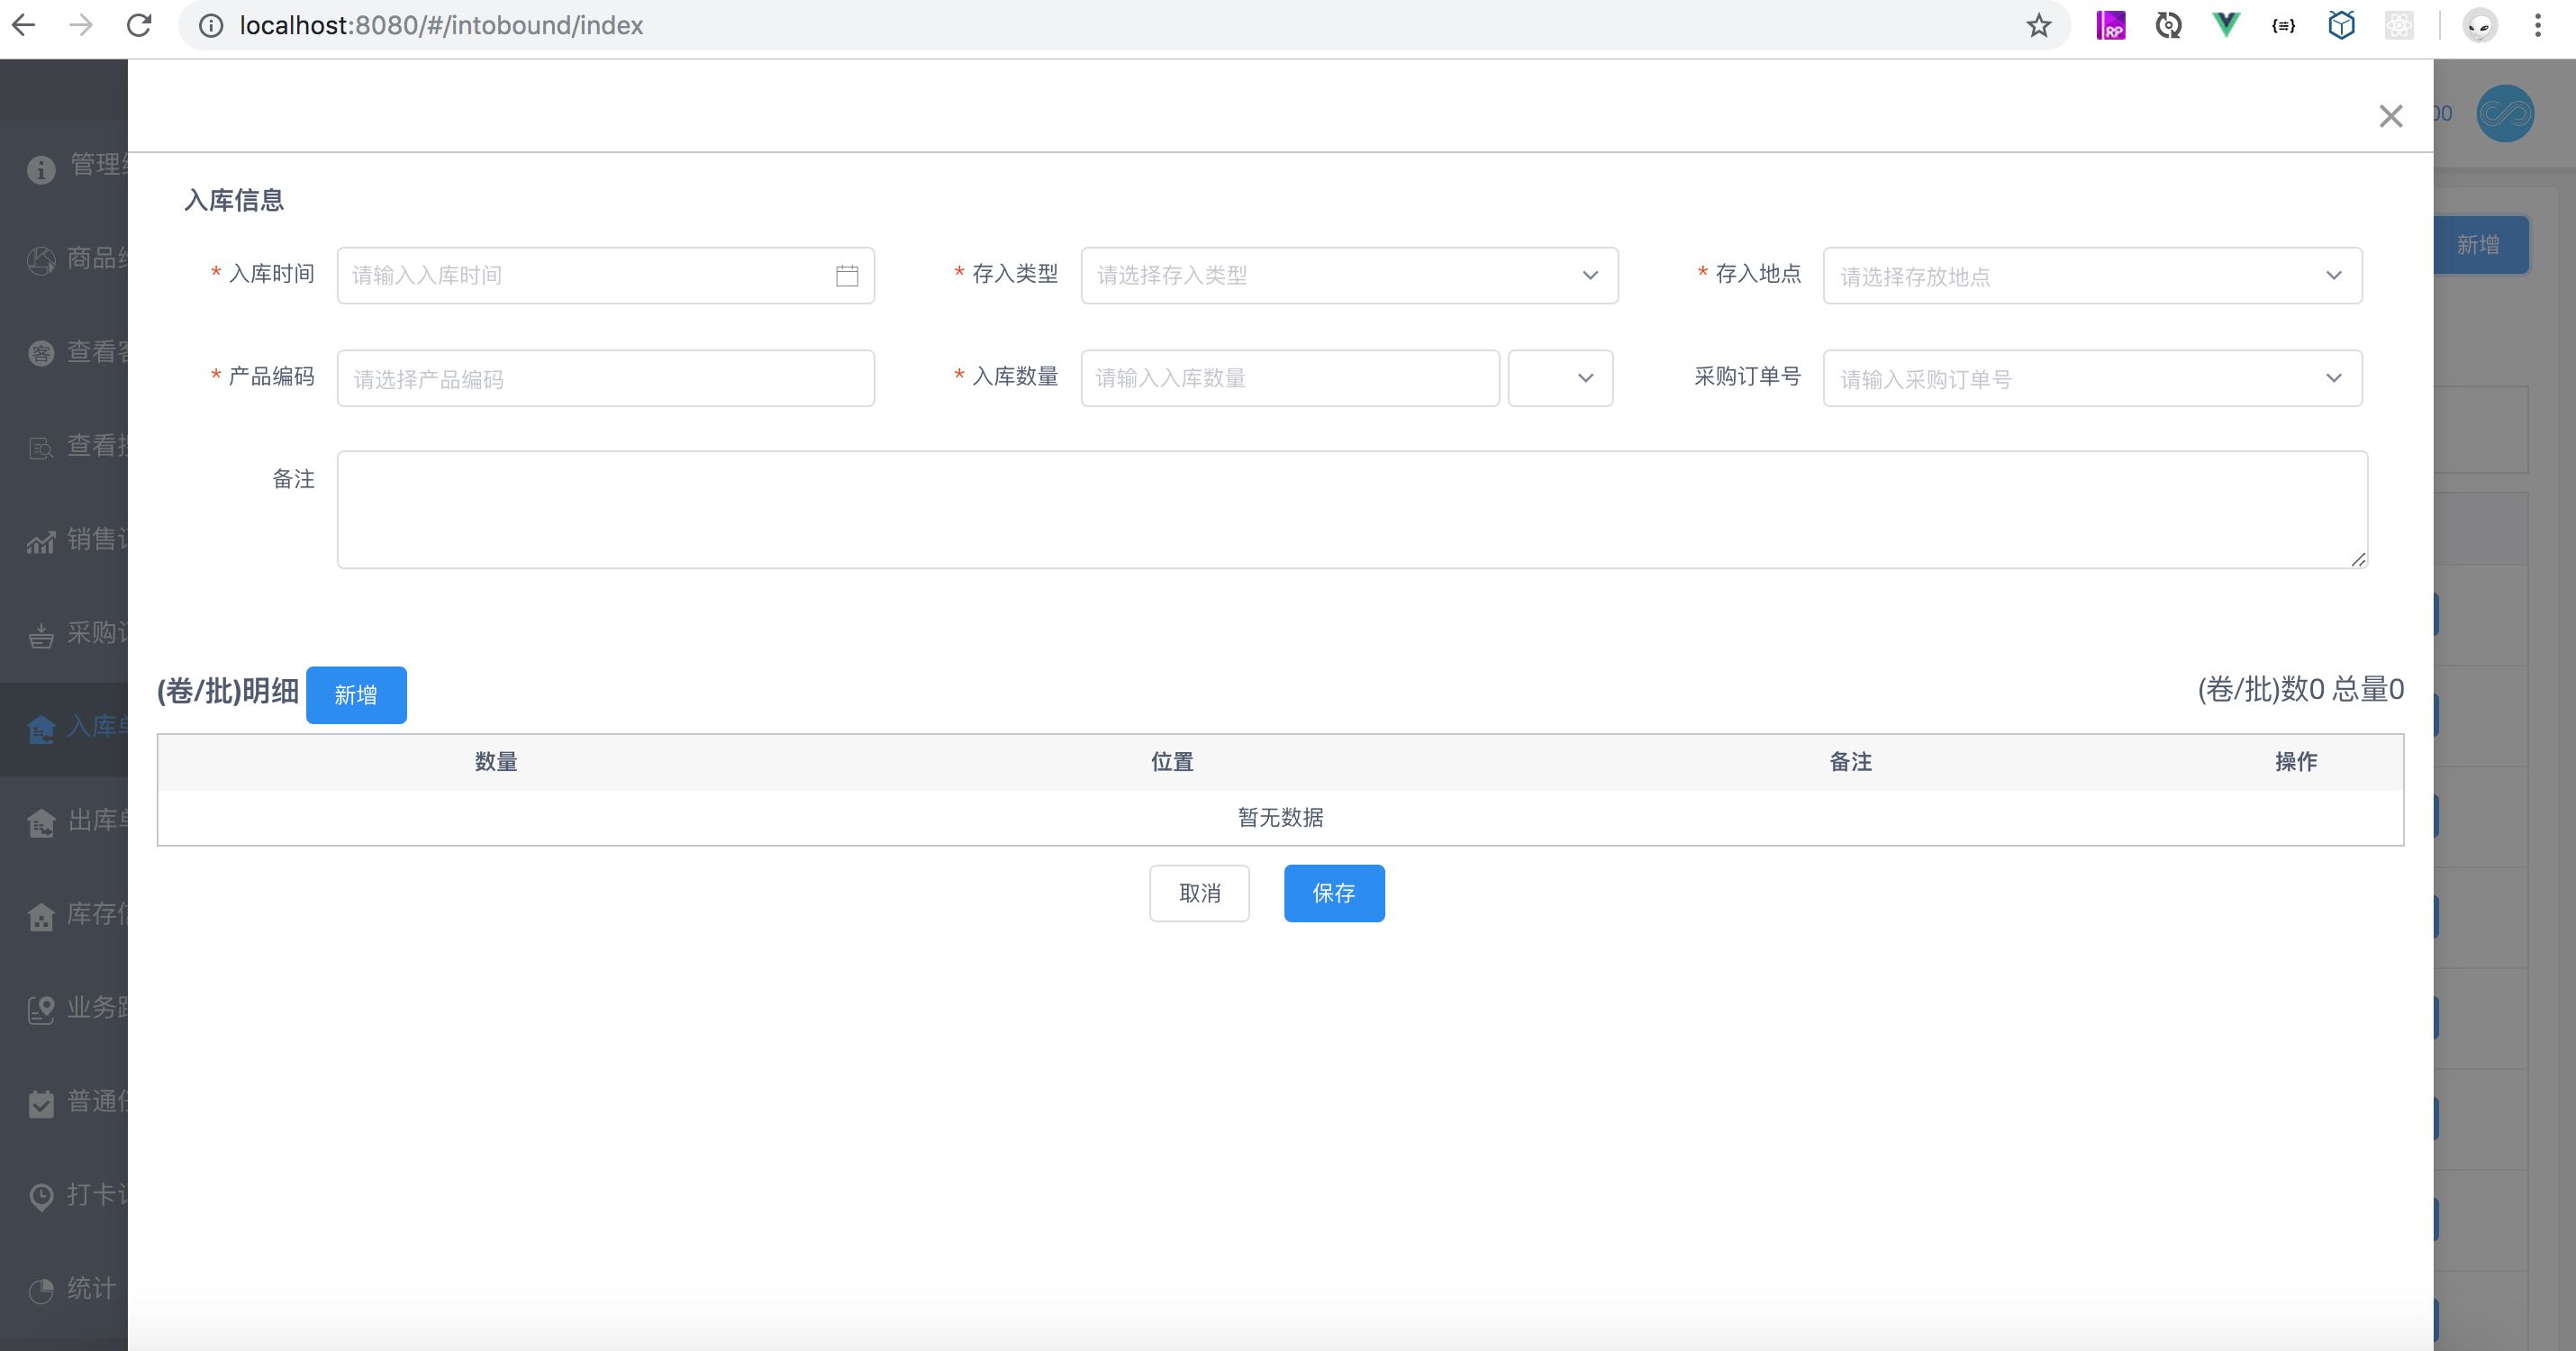 localhost:8080/#/intobound/index
RP
00
管理
商品
查看
查看
销售
采购
入库
出库
库存
业务
普通
打卡
统计
新增
入库信息
* 入库时间 请输入入库时间 * 存入类型 请选择存入类型 * 存入地点 请选择存放地点
* 产品编码 请选择产品编码 * 入库数量 请输入入库数量 采购订单号 请输入采购订单号
备注
(卷/批)明细 新增 (卷/批)数0 总量0
数量 位置 备注 操作
暂无数据
取消 保存